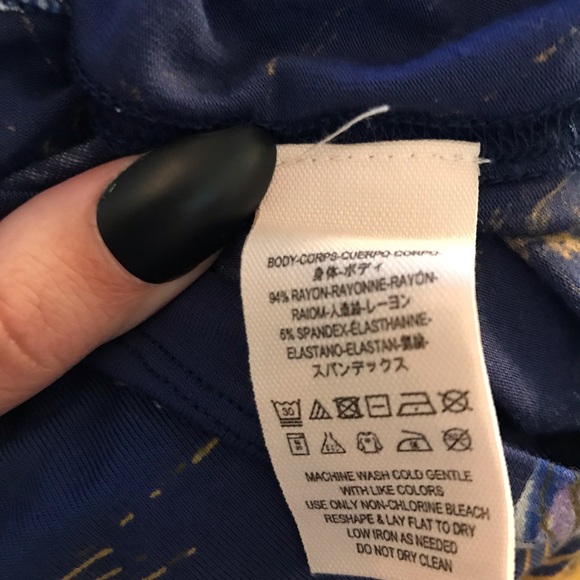 BODY-CORPS-CUERPO-CORPO
身体-ボディ
94% RAYON-RAYONNE-RAYÓN-
RAIOM-人造絲-レーヨン
6% SPANDEX-ÉLASTHANNE-
ELASTANO-ELASTAN-氨綸-
スパンデックス
30
MACHINE WASH COLD GENTLE
WITH LIKE COLORS
USE ONLY NON-CHLORINE BLEACH
RESHAPE & LAY FLAT TO DRY
LOW IRON AS NEEDED
DO NOT DRY CLEAN